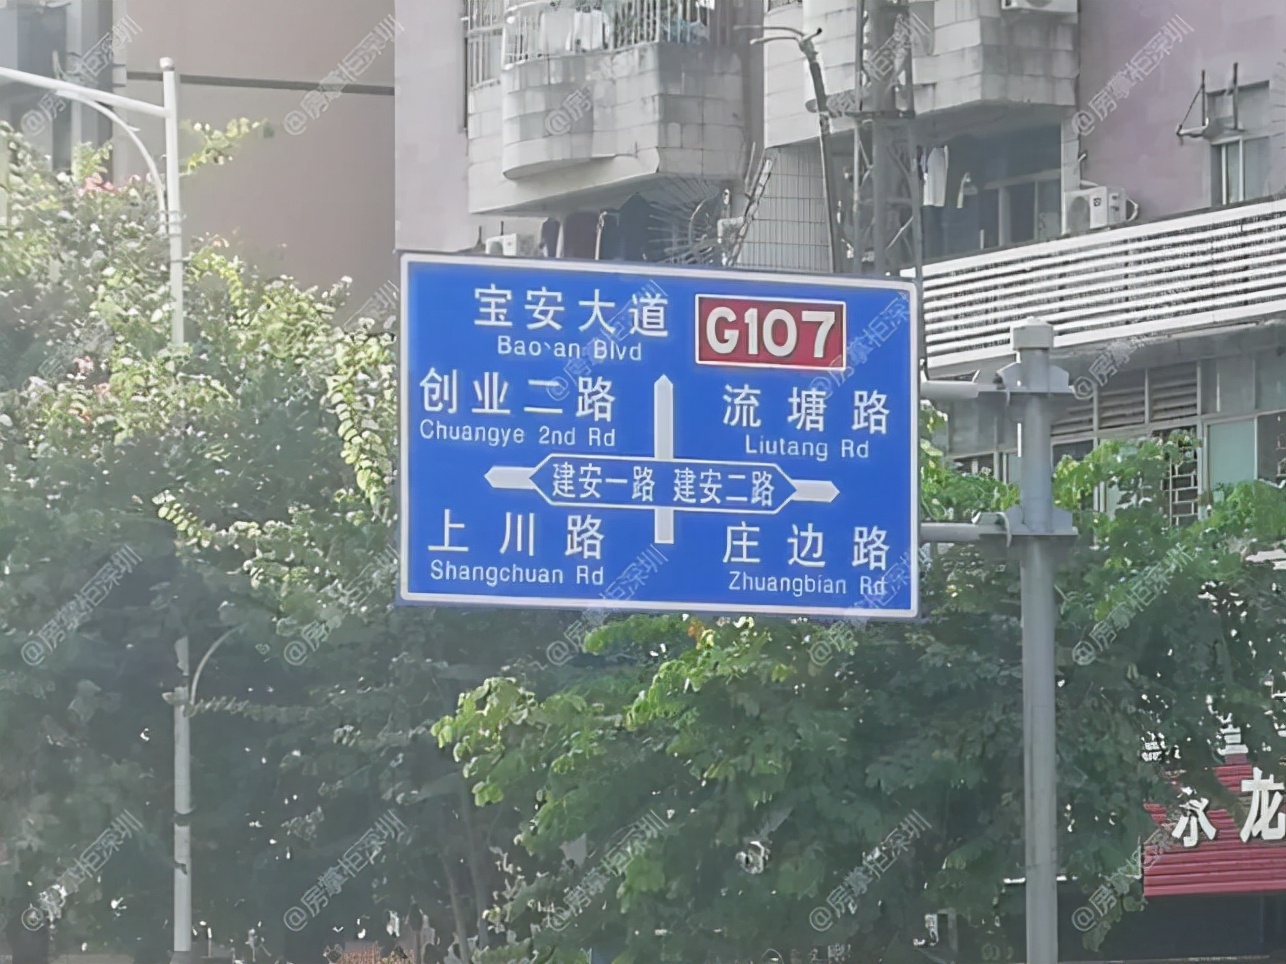 宝安大道 G107
Bao'an Blvd
创业二路 流塘路
Chuangye 2nd Rd Liutang Rd
建安一路 建安二路
上川路 庄边路
Shangchuan Rd Zhuangbian Rd
龙
@房掌柜深圳